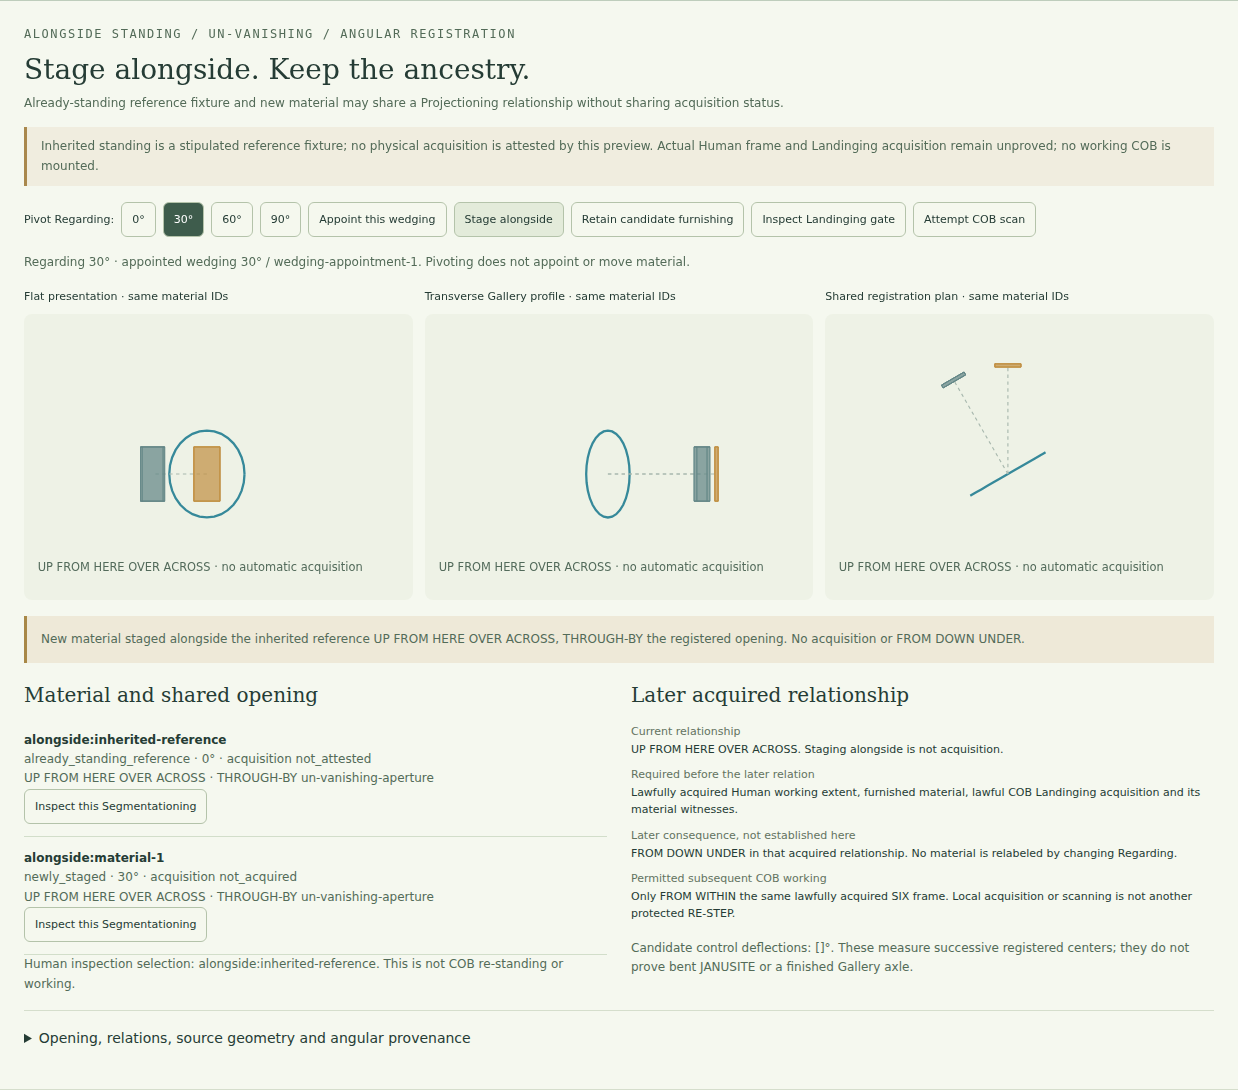 ALONGSIDE STANDING / UN-VANISHING / ANGULAR REGISTRATION
Stage alongside. Keep the ancestry.
Already-standing reference fixture and new material may share a Projectioning relationship without sharing acquisition status.
Inherited standing is a stipulated reference fixture; no physical acquisition is attested by this preview. Actual Human frame and Landinging acquisition remain unproved; no working COB is
mounted.
Pivot Regarding: 0° 30° 60° 90° Appoint this wedging Stage alongside Retain candidate furnishing Inspect Landinging gate Attempt COB scan
Regarding 30° · appointed wedging 30° / wedging-appointment-1. Pivoting does not appoint or move material.
Flat presentation · same material IDs
Transverse Gallery profile · same material IDs
Shared registration plan · same material IDs
UP FROM HERE OVER ACROSS · no automatic acquisition
UP FROM HERE OVER ACROSS · no automatic acquisition
UP FROM HERE OVER ACROSS · no automatic acquisition
New material staged alongside the inherited reference UP FROM HERE OVER ACROSS, THROUGH-BY the registered opening. No acquisition or FROM DOWN UNDER.
Material and shared opening
alongside:inherited-reference
already_standing_reference · 0° · acquisition not_attested
UP FROM HERE OVER ACROSS · THROUGH-BY un-vanishing-aperture
Inspect this Segmentationing
alongside:material-1
newly_staged · 30° · acquisition not_acquired
UP FROM HERE OVER ACROSS · THROUGH-BY un-vanishing-aperture
Inspect this Segmentationing
Human inspection selection: alongside:inherited-reference. This is not COB re-standing or
working.
Later acquired relationship
Current relationship
UP FROM HERE OVER ACROSS. Staging alongside is not acquisition.
Required before the later relation
Lawfully acquired Human working extent, furnished material, lawful COB Landinging acquisition and its
material witnesses.
Later consequence, not established here
FROM DOWN UNDER in that acquired relationship. No material is relabeled by changing Regarding.
Permitted subsequent COB working
Only FROM WITHIN the same lawfully acquired SIX frame. Local acquisition or scanning is not another
protected RE-STEP.
Candidate control deflections: []°. These measure successive registered centers; they do not
prove bent JANUSITE or a finished Gallery axle.
Opening, relations, source geometry and angular provenance